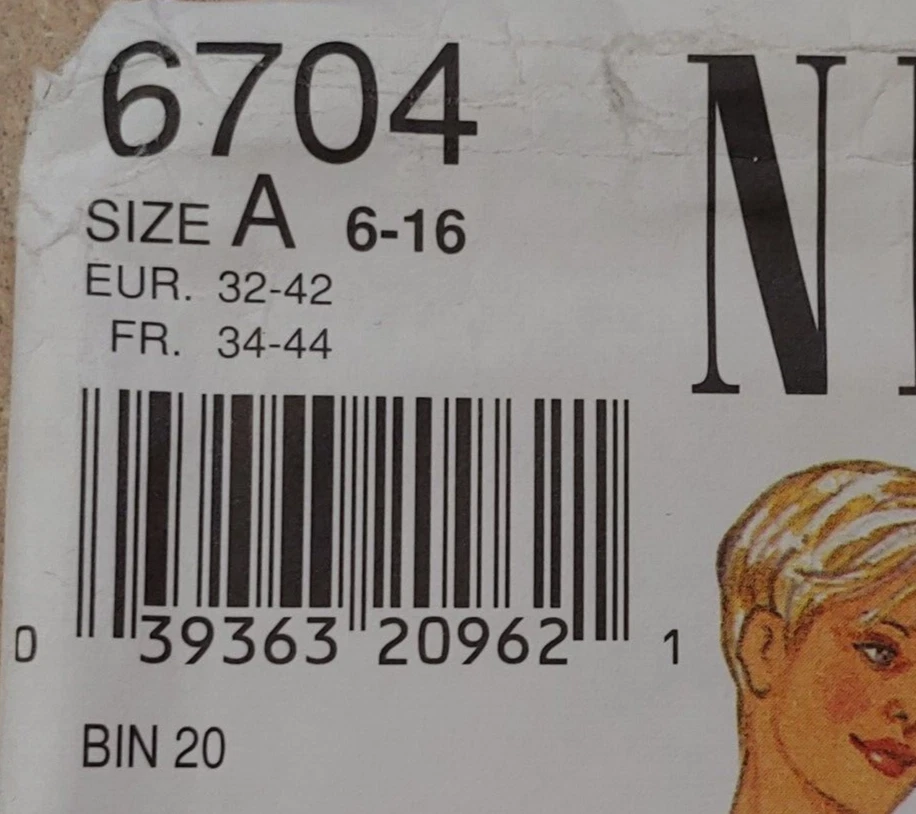 6704
N
SIZE A 6-16
EUR. 32-42
FR. 34-44
0 39363 20962 1
BIN 20